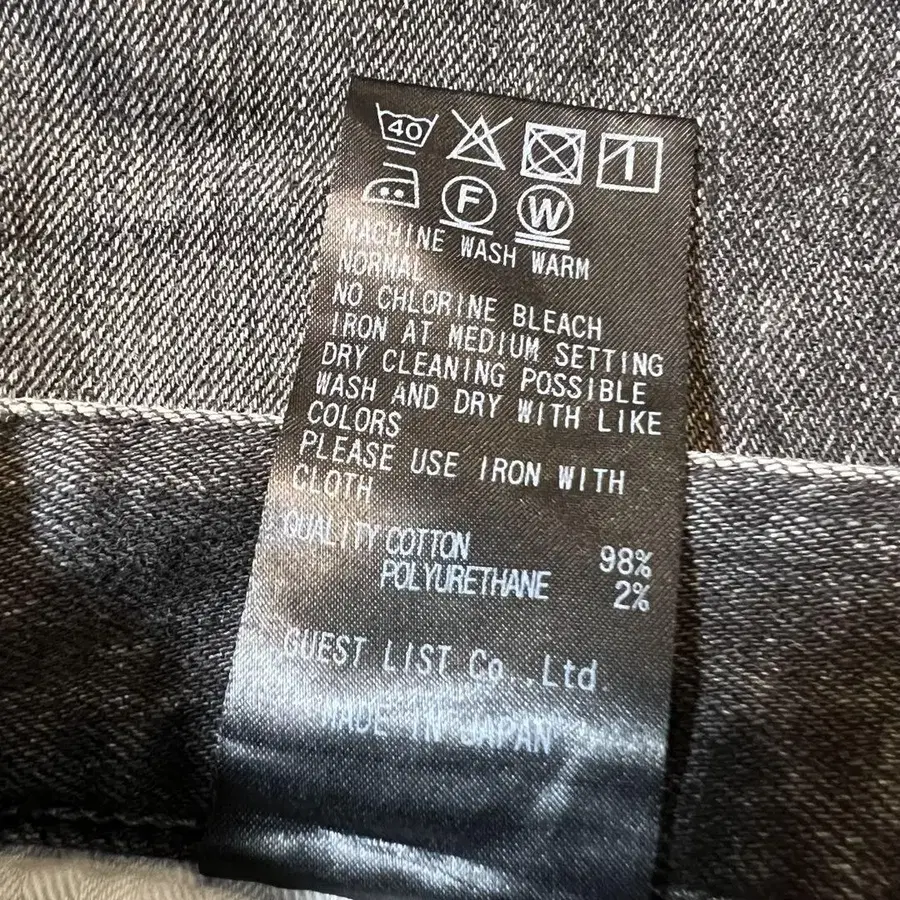 40
F W
MACHINE WASH WARM
NORMAL
NO CHLORINE BLEACH
IRON AT MEDIUM SETTING
DRY CLEANING POSSIBLE
WASH AND DRY WITH LIKE
COLORS
PLEASE USE IRON WITH
CLOTH
QUALITY COTTON 98%
POLYURETHANE 2%
GUEST LIST Co.,Ltd.
MADE IN JAPAN